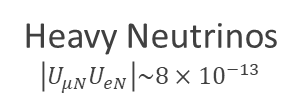 Heavy Neutrinos
|U_{μN}U_{eN}|~8 × 10^{−13}